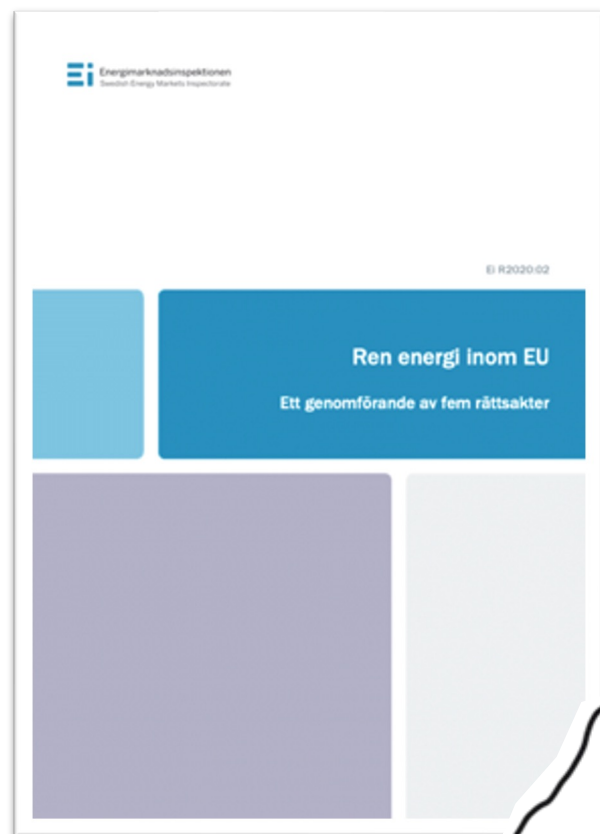 Ei Energimarknadsinspektionen
Swedish Energy Markets Inspectorate
Ei R2020:02
Ren energi inom EU
Ett genomförande av fem rättsakter